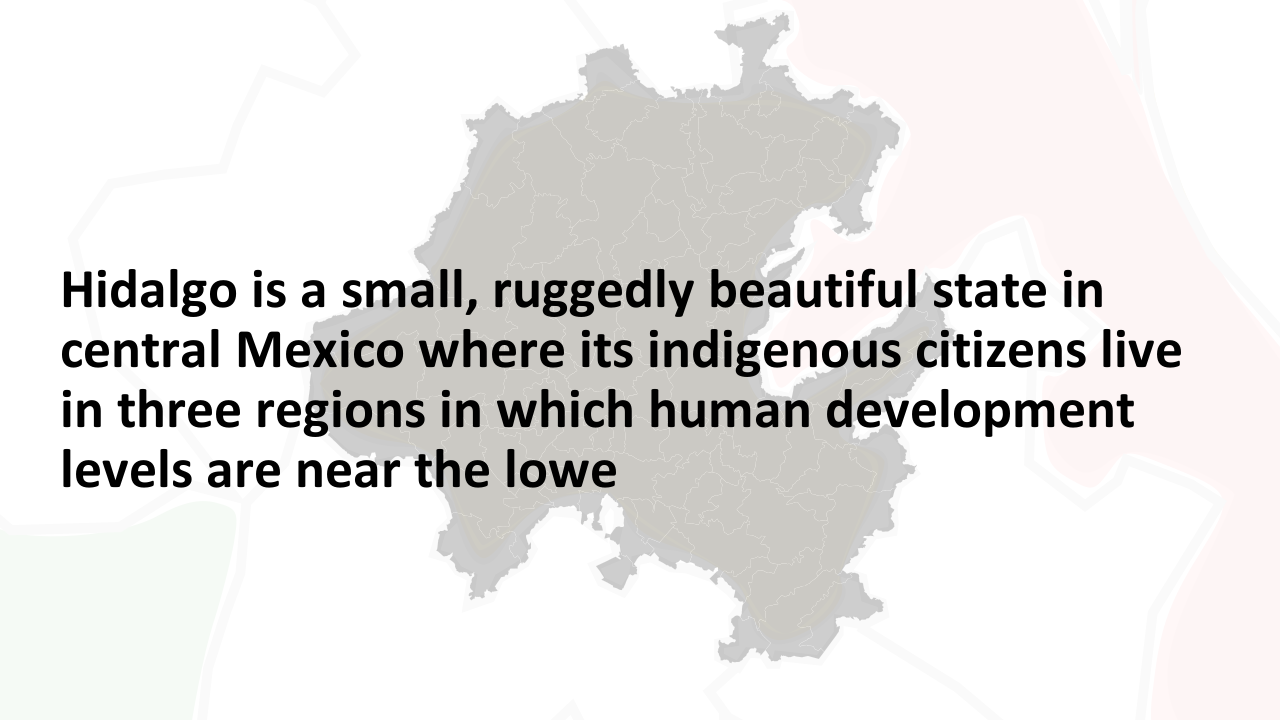 Hidalgo is a small, ruggedly beautiful state in
central Mexico where its indigenous citizens live
in three regions in which human development
levels are near the lowe